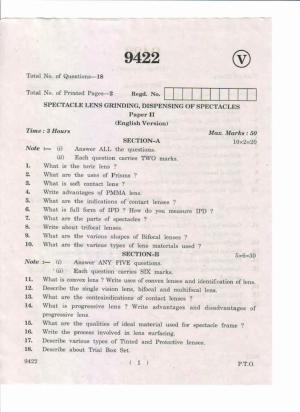 9422
V
Total No. of Questions—18
Total No. of Printed Pages—2 Regd. No.
SPECTACLE LENS GRINDING, DISPENSING OF SPECTACLES
Paper II
(English Version)
Time : 3 Hours Max. Marks : 50
SECTION-A 10×2=20
Note :— (i) Answer ALL the questions.
(ii) Each question carries TWO marks.
1. What is the toric lens ?
2. What are the uses of Prisms ?
3. What is soft contact lens ?
4. Write advantages of PMMA lens.
5. What are the indications of contact lenses ?
6. What is full form of IPD ? How do you measure IPD ?
7. What are the parts of spectacles ?
8. Write about trifocal lenses.
9. What are the various shapes of Bifocal lenses ?
10. What are the various types of lens materials used ?
SECTION-B 5×6=30
Note :— (i) Answer ANY FIVE questions.
(ii) Each question carries SIX marks.
11. What is convex lens ? Write uses of convex lenses and identification of lens.
12. Describe the single vision lens, bifocal and multifocal lens.
13. What are the contraindications of contact lenses ?
14. What is progressive lens ? Write advantages and disadvantages of
progressive lens.
15. What are the qualities of ideal material used for spectacle frame ?
16. Write the process involved in lens surfacing.
17. Describe various types of Tinted and Protective lenses.
18. Describe about Trial Box Set.
9422 ( 1 ) P.T.O.